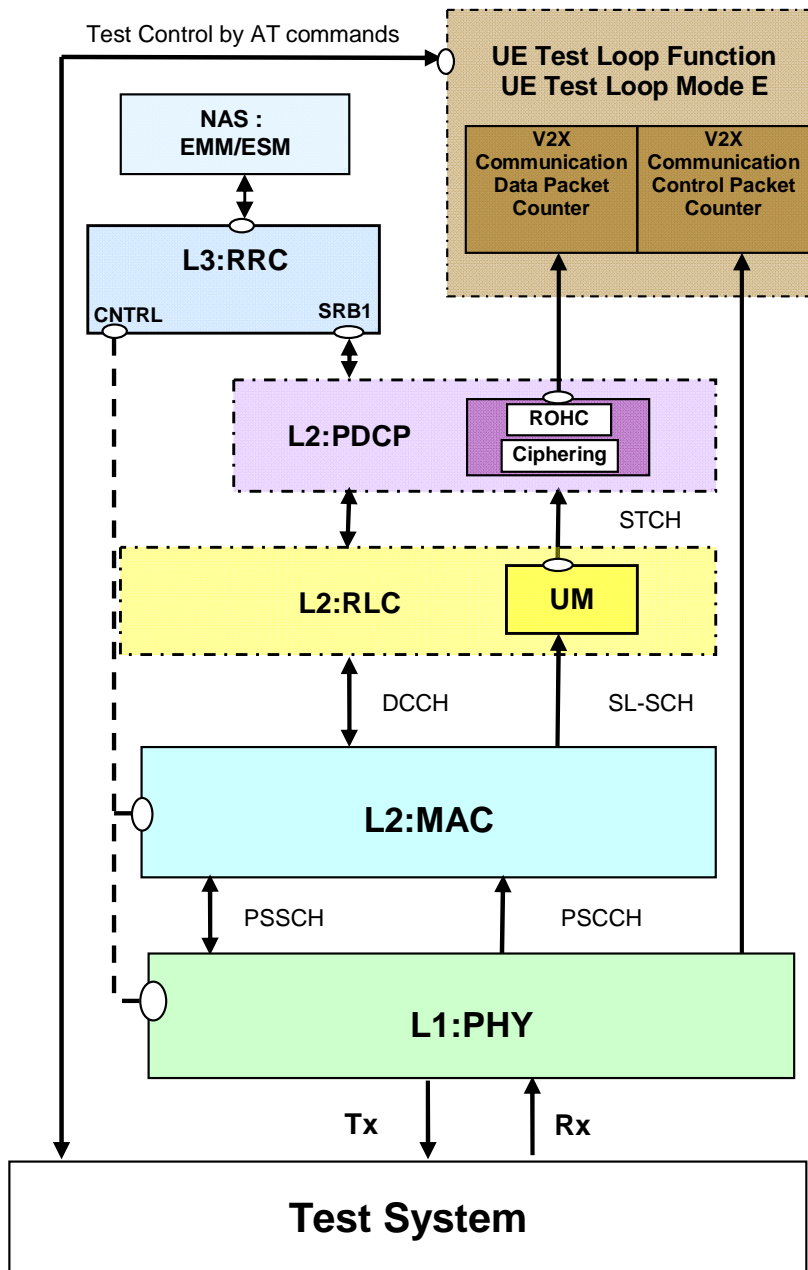 Test Control by AT commands
UE Test Loop Function
UE Test Loop Mode E
NAS :
EMM/ESM
V2X
Communication
Data Packet
Counter
V2X
Communication
Control Packet
Counter
L3:RRC
CNTRL
SRB1
L2:PDCP
ROHC
Ciphering
STCH
L2:RLC
UM
DCCH
SL-SCH
L2:MAC
PSSCH
PSCCH
L1:PHY
Tx
Rx
Test System